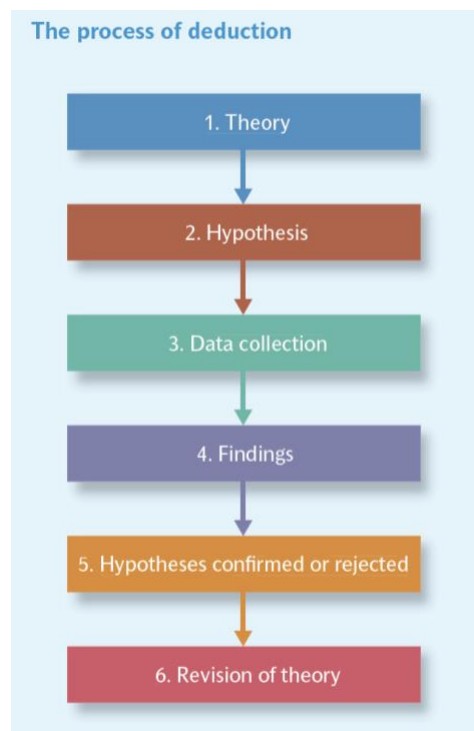 The process of deduction
1. Theory
2. Hypothesis
3. Data collection
4. Findings
5. Hypotheses confirmed or rejected
6. Revision of theory